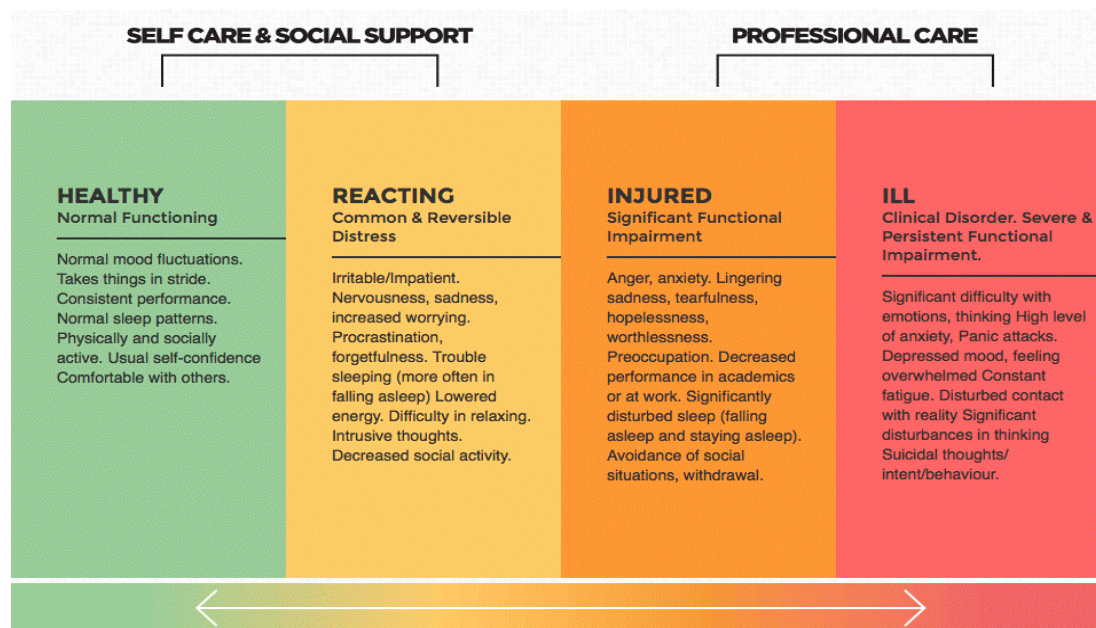 SELF CARE & SOCIAL SUPPORT
PROFESSIONAL CARE
HEALTHY
Normal Functioning
Normal mood fluctuations.
Takes things in stride.
Consistent performance.
Normal sleep patterns.
Physically and socially
active. Usual self-confidence
Comfortable with others.
REACTING
Common & Reversible
Distress
Irritable/Impatient.
Nervousness, sadness,
increased worrying.
Procrastination,
forgetfulness. Trouble
sleeping (more often in
falling asleep) Lowered
energy. Difficulty in relaxing.
Intrusive thoughts.
Decreased social activity.
INJURED
Significant Functional
Impairment
Anger, anxiety. Lingering
sadness, tearfulness,
hopelessness,
worthlessness.
Preoccupation. Decreased
performance in academics
or at work. Significantly
disturbed sleep (falling
asleep and staying asleep).
Avoidance of social
situations, withdrawal.
ILL
Clinical Disorder. Severe &
Persistent Functional
Impairment.
Significant difficulty with
emotions, thinking High level
of anxiety, Panic attacks.
Depressed mood, feeling
overwhelmed Constant
fatigue. Disturbed contact
with reality Significant
disturbances in thinking
Suicidal thoughts/
intent/behaviour.